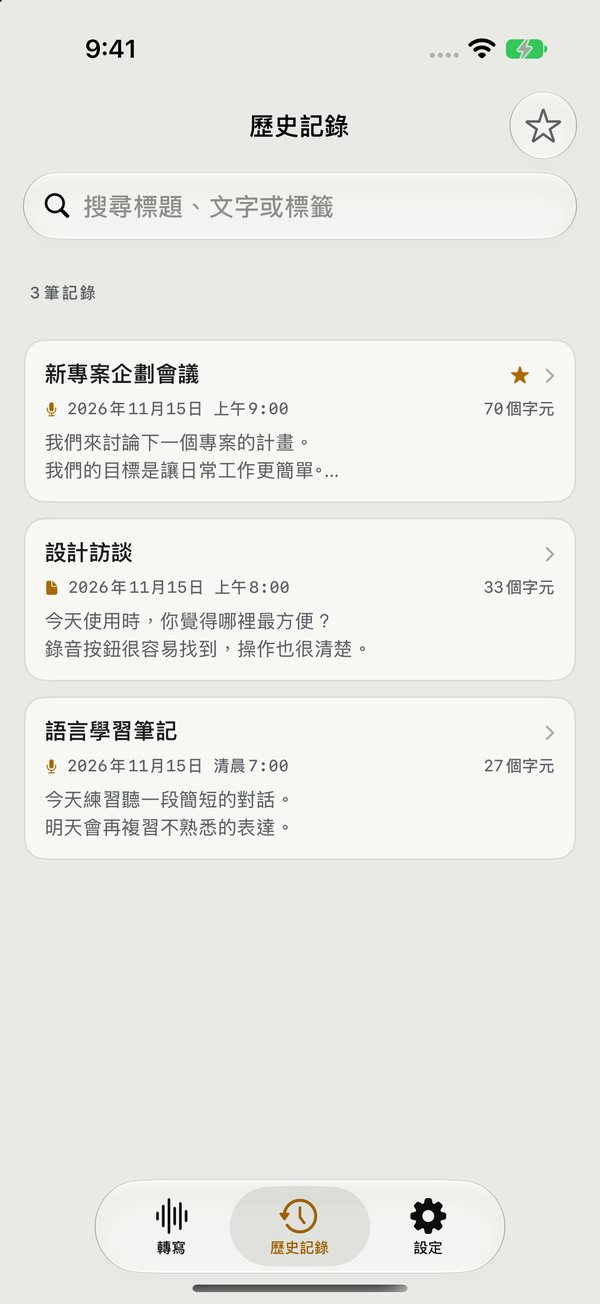 9:41
歷史記錄
搜尋標題、文字或標籤
3筆記錄
新專案企劃會議
2026年11月15日 上午9:00
70個字元
我們來討論下一個專案的計畫。
我們的目標是讓日常工作更簡單。...
設計訪談
2026年11月15日 上午8:00
33個字元
今天使用時，你覺得哪裡最方便？
錄音按鈕很容易找到，操作也很清楚。
語言學習筆記
2026年11月15日 清晨7:00
27個字元
今天練習聽一段簡短的對話。
明天會再複習不熟悉的表達。
轉寫
歷史記錄
設定